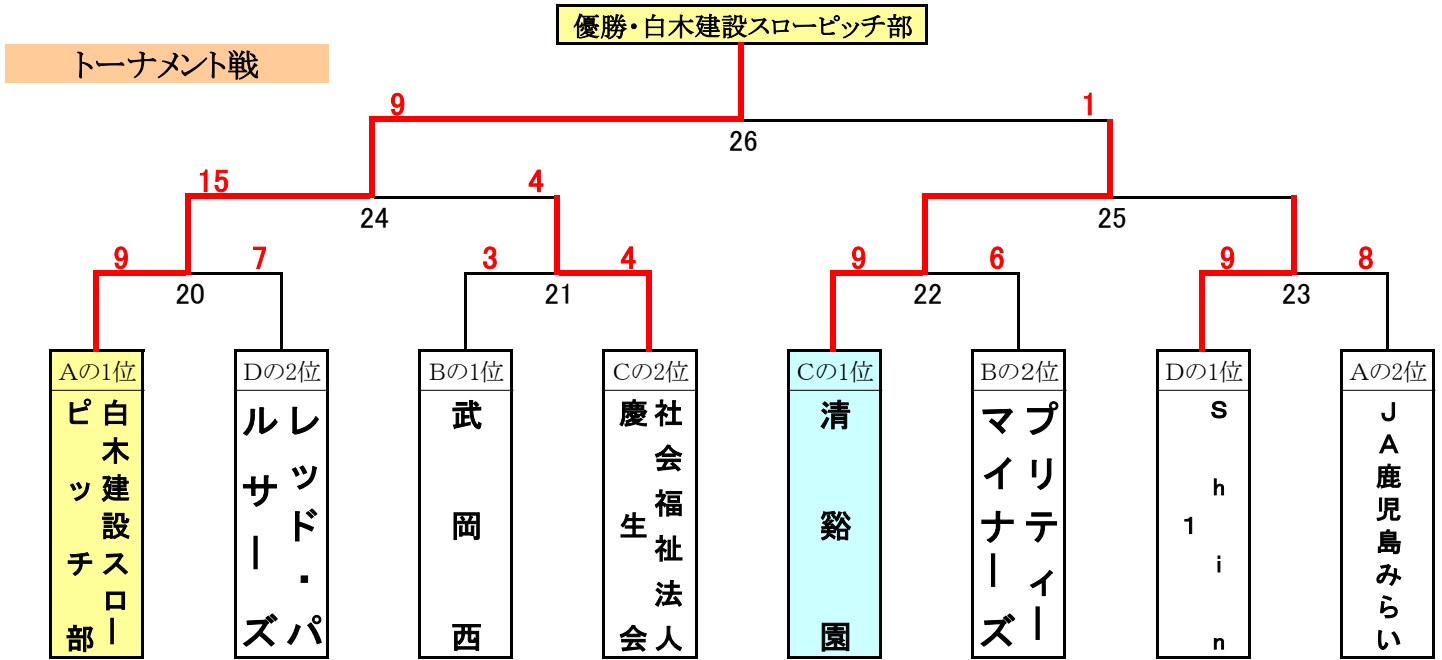 優勝・白木建設スローピッチ部
トーナメント戦
9
1
26
15
4
24
25
9
7
3
4
9
6
9
8
20
21
22
23
Aの1位
Dの2位
Bの1位
Cの2位
Cの1位
Bの2位
Dの1位
Aの2位
白木建設スロー
ピッチ部
レッド・パ
ルサーズ
武岡西
社会福祉法人
慶生会
清谿園
プリティー
マイナーズ
Ｓｈｉｎ
１
ＪＡ鹿児島みらい